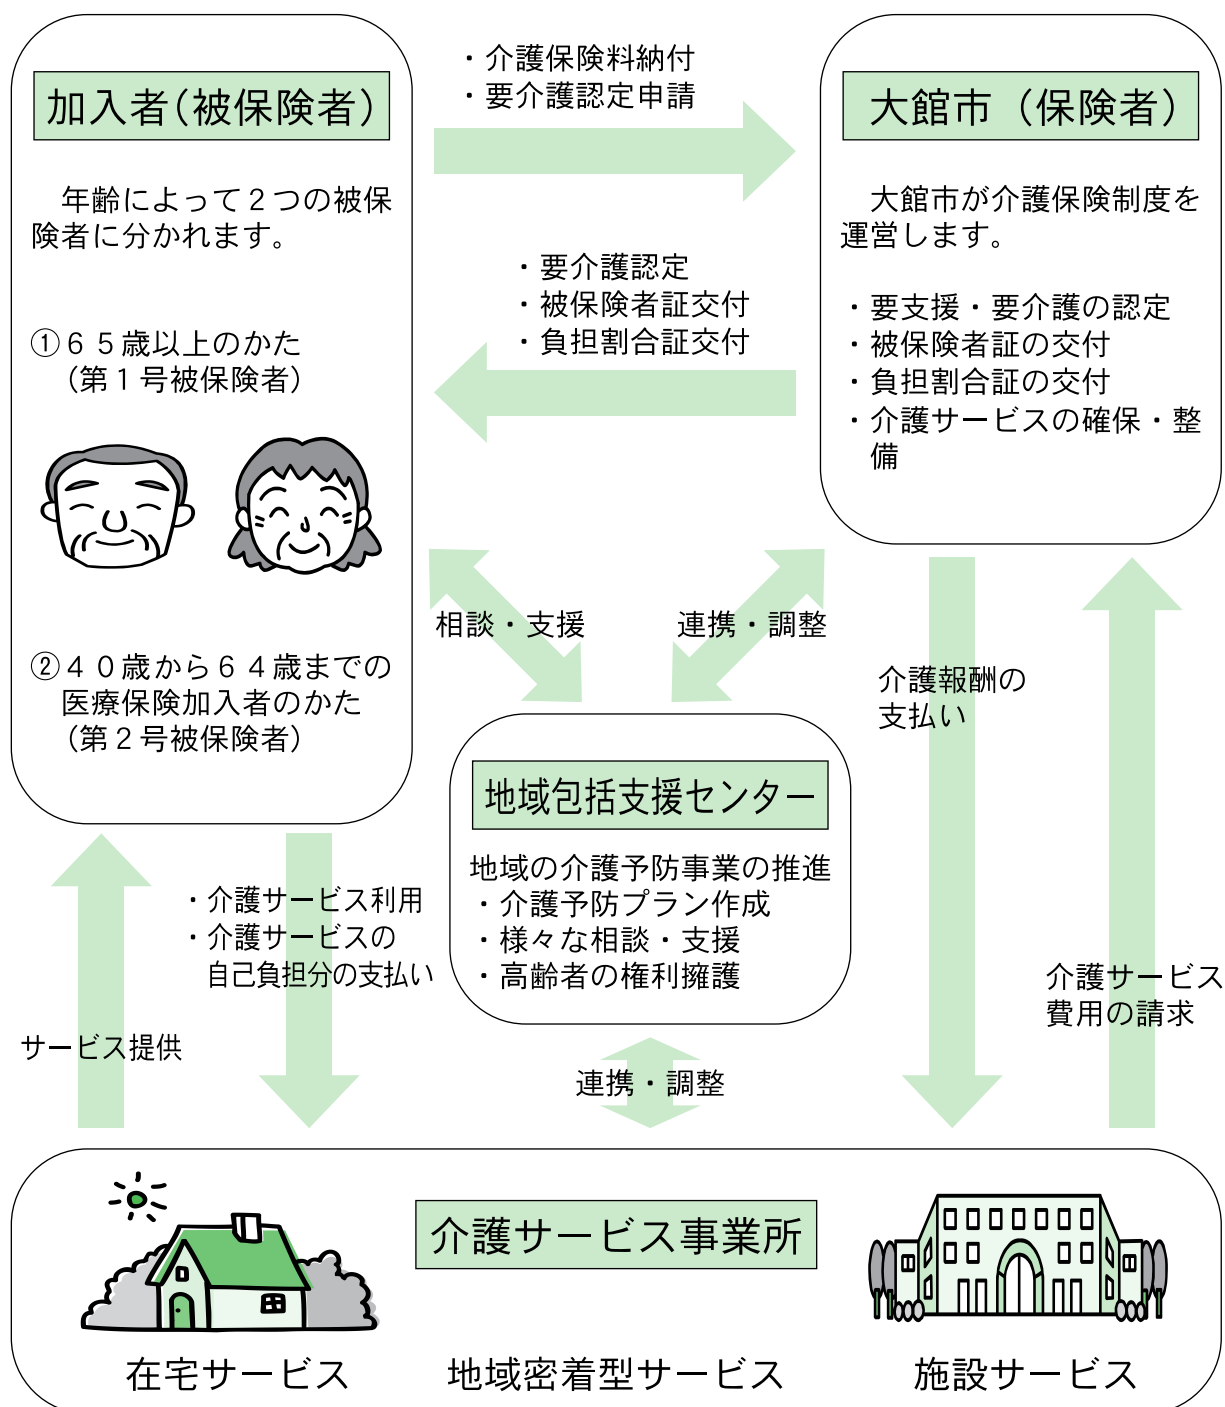 加入者(被保険者)
　年齢によって２つの被保
険者に分かれます。
①６５歳以上のかた
（第１号被保険者）
②４０歳から６４歳までの
医療保険加入者のかた
（第２号被保険者）
・介護保険料納付
・要介護認定申請
・要介護認定
・被保険者証交付
・負担割合証交付
大館市（保険者）
　大館市が介護保険制度を
運営します。
・要支援・要介護の認定
・被保険者証の交付
・負担割合証の交付
・介護サービスの確保・整
備
相談・支援
連携・調整
介護報酬の
支払い
地域包括支援センター
地域の介護予防事業の推進
・介護予防プラン作成
・様々な相談・支援
・高齢者の権利擁護
・介護サービス利用
・介護サービスの
自己負担分の支払い
サービス提供
連携・調整
介護サービス
費用の請求
介護サービス事業所
在宅サービス
地域密着型サービス
施設サービス